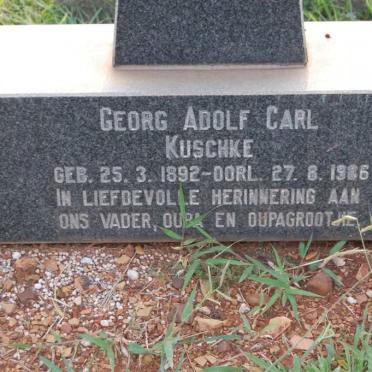 GEORG ADOLF CARL
KUSCHKE
GEB. 25. 3. 1892-OORL. 27. 8. 1986
IN LIEFDEVOLLE HERINNERING AAN
ONS VADER, OUPA EN OUPAGROOTJIE